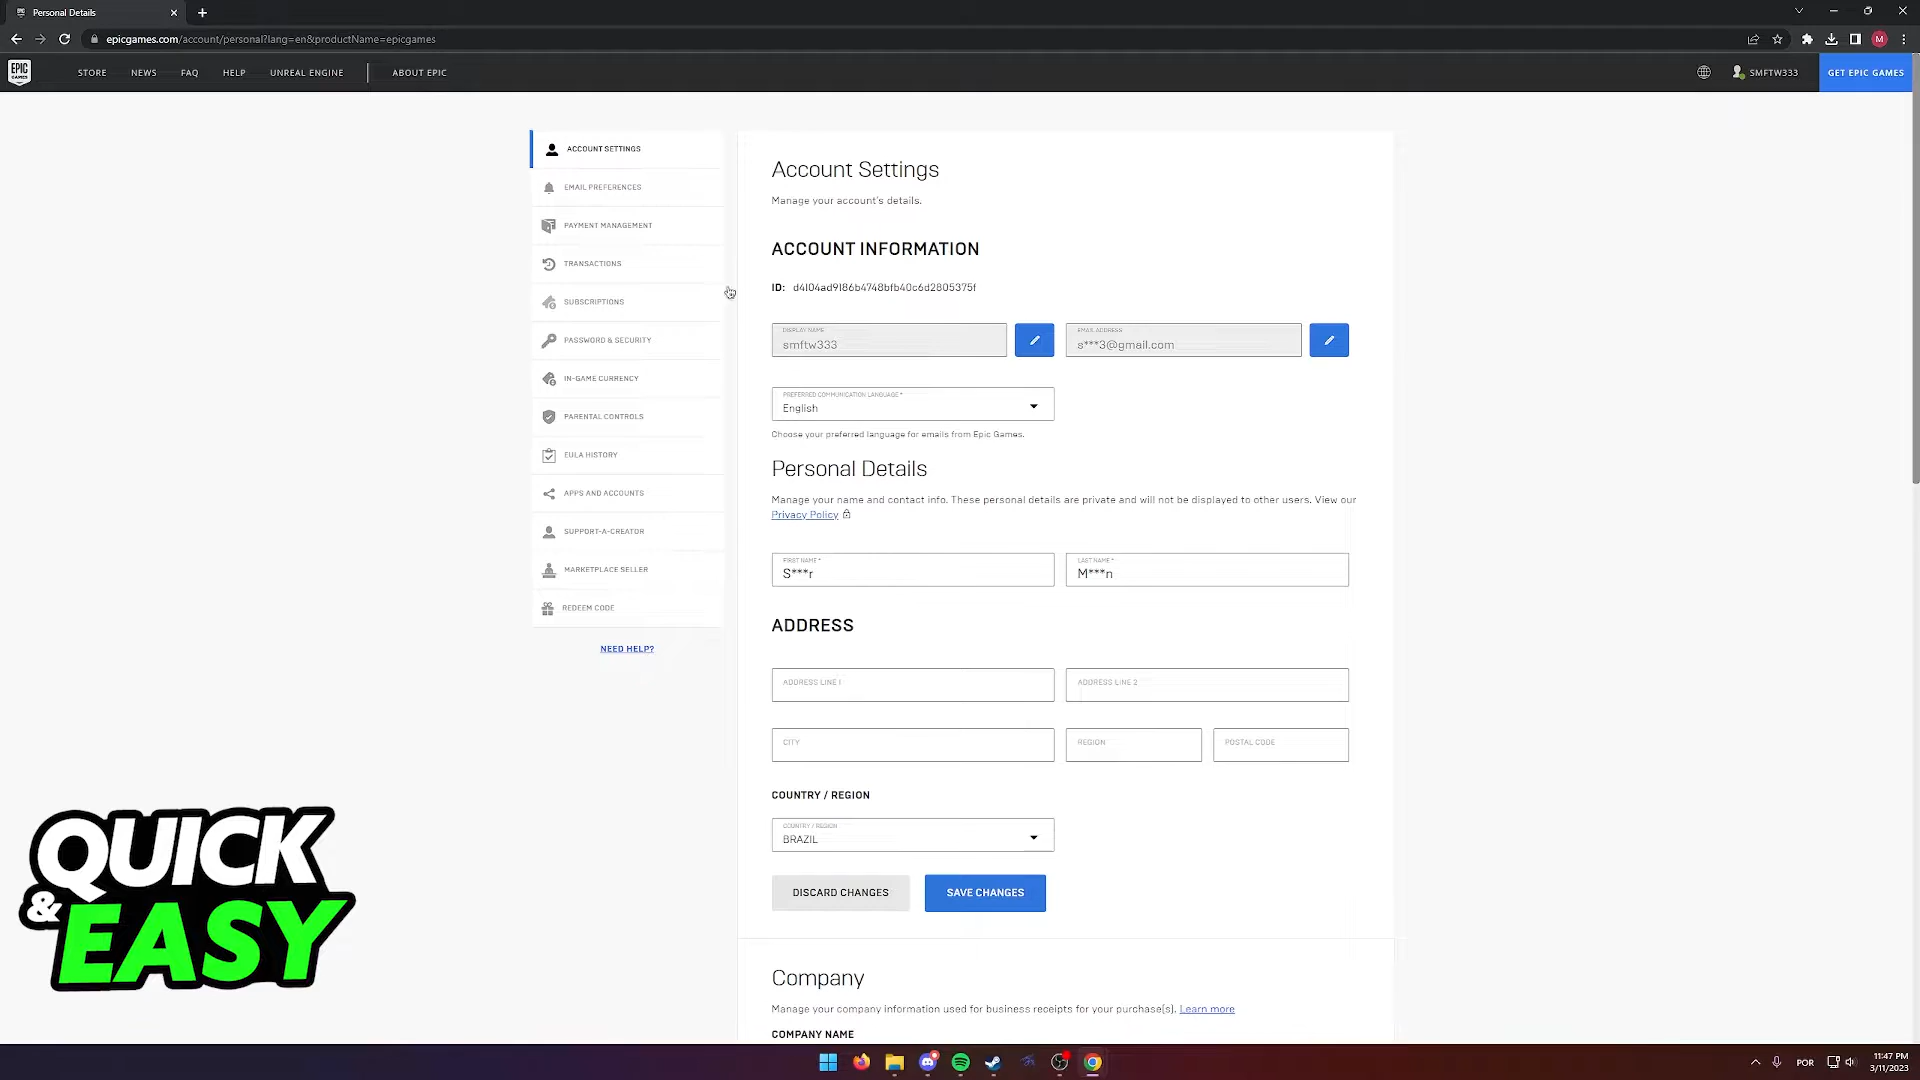 Personal Details
epicgames.com/account/personal?lang=en&productName=epicgames
M
EPIC GAMES
STORE
NEWS
FAQ
HELP
UNREAL ENGINE
ABOUT EPIC
SMFTW333
GET EPIC GAMES
ACCOUNT SETTINGS
EMAIL PREFERENCES
PAYMENT MANAGEMENT
TRANSACTIONS
SUBSCRIPTIONS
PASSWORD & SECURITY
IN-GAME CURRENCY
PARENTAL CONTROLS
EULA HISTORY
APPS AND ACCOUNTS
SUPPORT-A-CREATOR
MARKETPLACE SELLER
REDEEM CODE
NEED HELP?
Account Settings
Manage your account's details.
ACCOUNT INFORMATION
ID: d4104ad9186b4748bfb40c6d2805375f
DISPLAY NAME
smftw333
EMAIL ADDRESS
s***3@gmail.com
PREFERRED COMMUNICATION LANGUAGE *
English
Choose your preferred language for emails from Epic Games.
Personal Details
Manage your name and contact info. These personal details are private and will not be displayed to other users. View our
Privacy Policy
FIRST NAME *
S***r
LAST NAME *
M***n
ADDRESS
ADDRESS LINE 1
ADDRESS LINE 2
CITY
REGION
POSTAL CODE
COUNTRY / REGION
COUNTRY / REGION
BRAZIL
DISCARD CHANGES
SAVE CHANGES
Company
Manage your company information used for business receipts for your purchase(s). Learn more
COMPANY NAME
QUICK
& EASY
POR
11:47 PM
3/11/2023